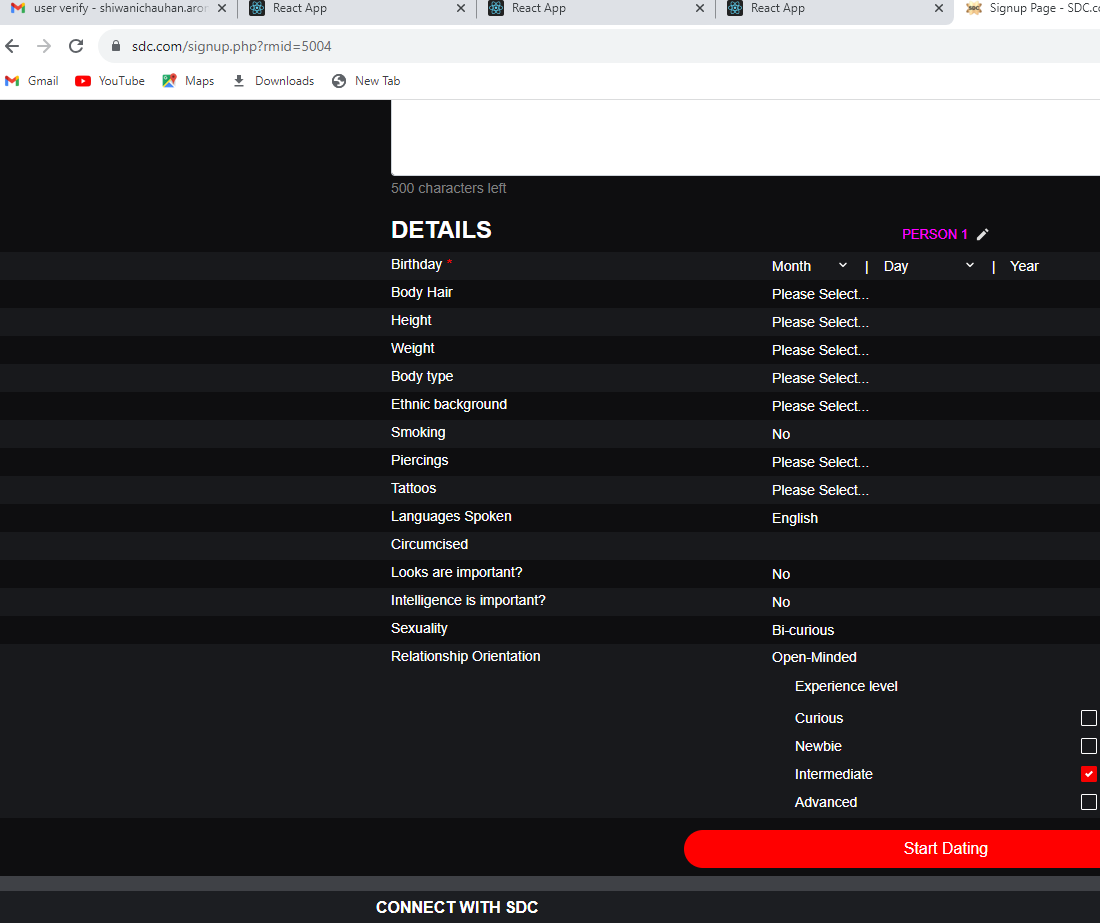 user verify - shiwanichauhan.aror
React App
React App
React App
Signup Page - SDC.co
sdc.com/signup.php?rmid=5004
Gmail YouTube Maps Downloads New Tab
500 characters left
DETAILS
PERSON 1
Birthday * Month | Day | Year
Body Hair Please Select...
Height Please Select...
Weight Please Select...
Body type Please Select...
Ethnic background Please Select...
Smoking No
Piercings Please Select...
Tattoos Please Select...
Languages Spoken English
Circumcised
Looks are important? No
Intelligence is important? No
Sexuality Bi-curious
Relationship Orientation Open-Minded
Experience level
Curious
Newbie
Intermediate
Advanced
Start Dating
CONNECT WITH SDC